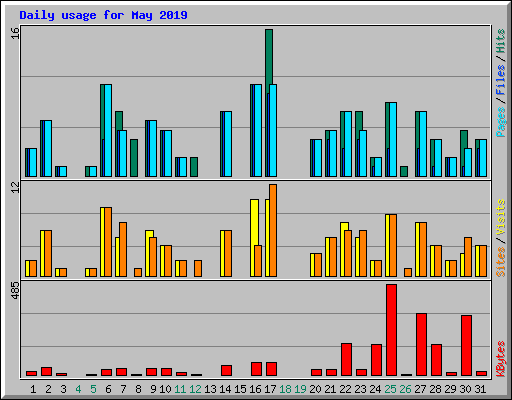 Daily usage for May 2019
16
Pages / Files / Hits
12
Sites / Visits
485
KBytes
1 2 3 4 5 6 7 8 9 10 11 12 13 14 15 16 17 18 19 20 21 22 23 24 25 26 27 28 29 30 31